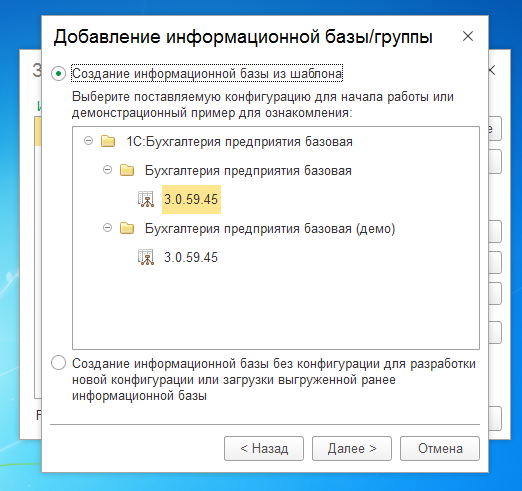 Добавление информационной базы/группы
Создание информационной базы из шаблона
Выберите поставляемую конфигурацию для начала работы или
демонстрационный пример для ознакомления:
1С:Бухгалтерия предприятия базовая
Бухгалтерия предприятия базовая
3.0.59.45
Бухгалтерия предприятия базовая (демо)
3.0.59.45
Создание информационной базы без конфигурации для разработки
новой конфигурации или загрузки выгруженной ранее
информационной базы
< Назад
Далее >
Отмена